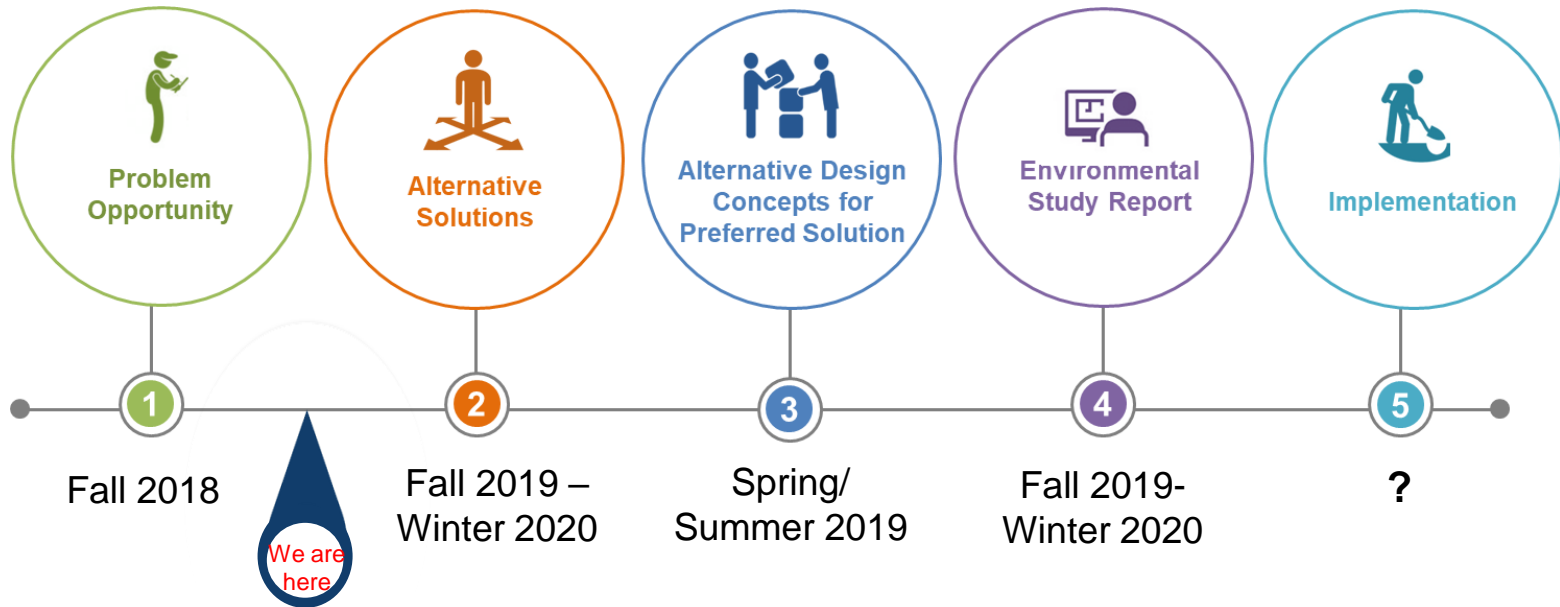 Problem
Opportunity
Alternative
Solutions
Alternative Design
Concepts for
Preferred Solution
Environmental
Study Report
Implementation
1
2
3
4
5
Fall 2018
We are
here
Fall 2019 –
Winter 2020
Spring/
Summer 2019
Fall 2019-
Winter 2020
?